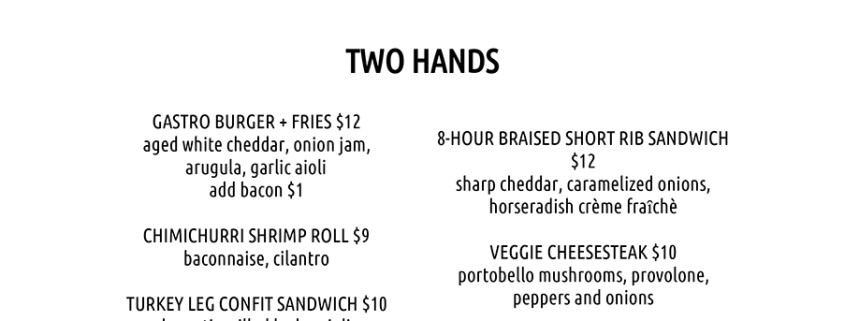 TWO HANDS
GASTRO BURGER + FRIES $12
aged white cheddar, onion jam,
arugula, garlic aioli
add bacon $1
CHIMICHURRI SHRIMP ROLL $9
baconnaise, cilantro
TURKEY LEG CONFIT SANDWICH $10
8-HOUR BRAISED SHORT RIB SANDWICH
$12
sharp cheddar, caramelized onions,
horseradish crème fraîchè
VEGGIE CHEESESTEAK $10
portobello mushrooms, provolone,
peppers and onions